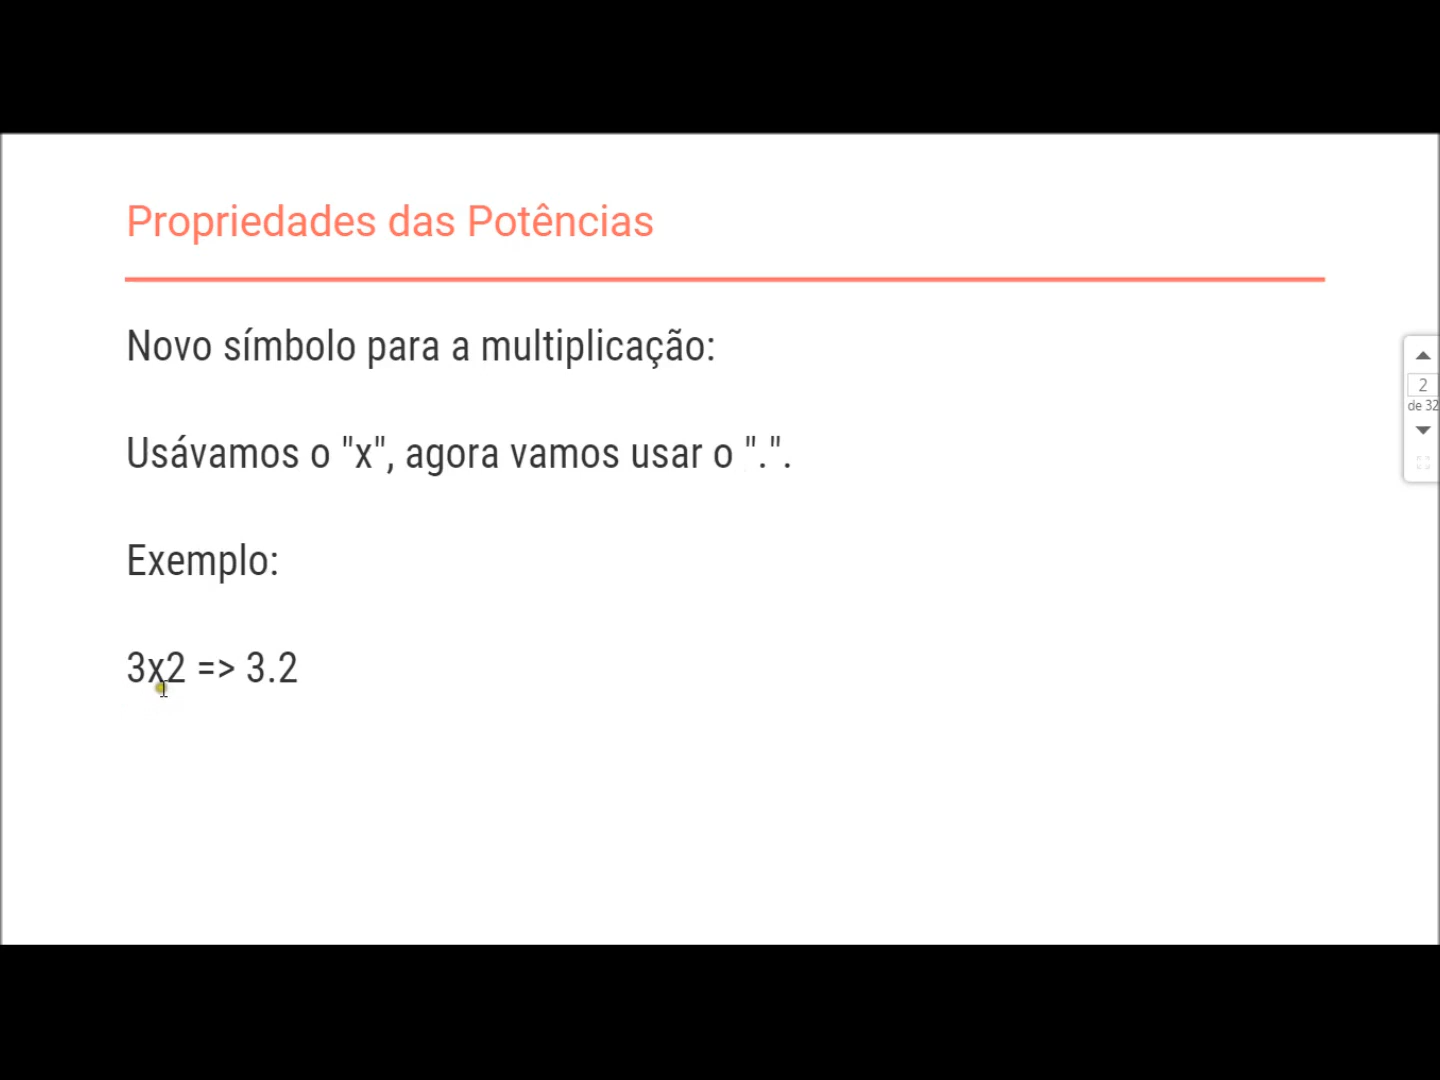 Propriedades das Potências
Novo símbolo para a multiplicação:
Usávamos o "x", agora vamos usar o ".".
Exemplo:
3x2 => 3.2
2
de 32